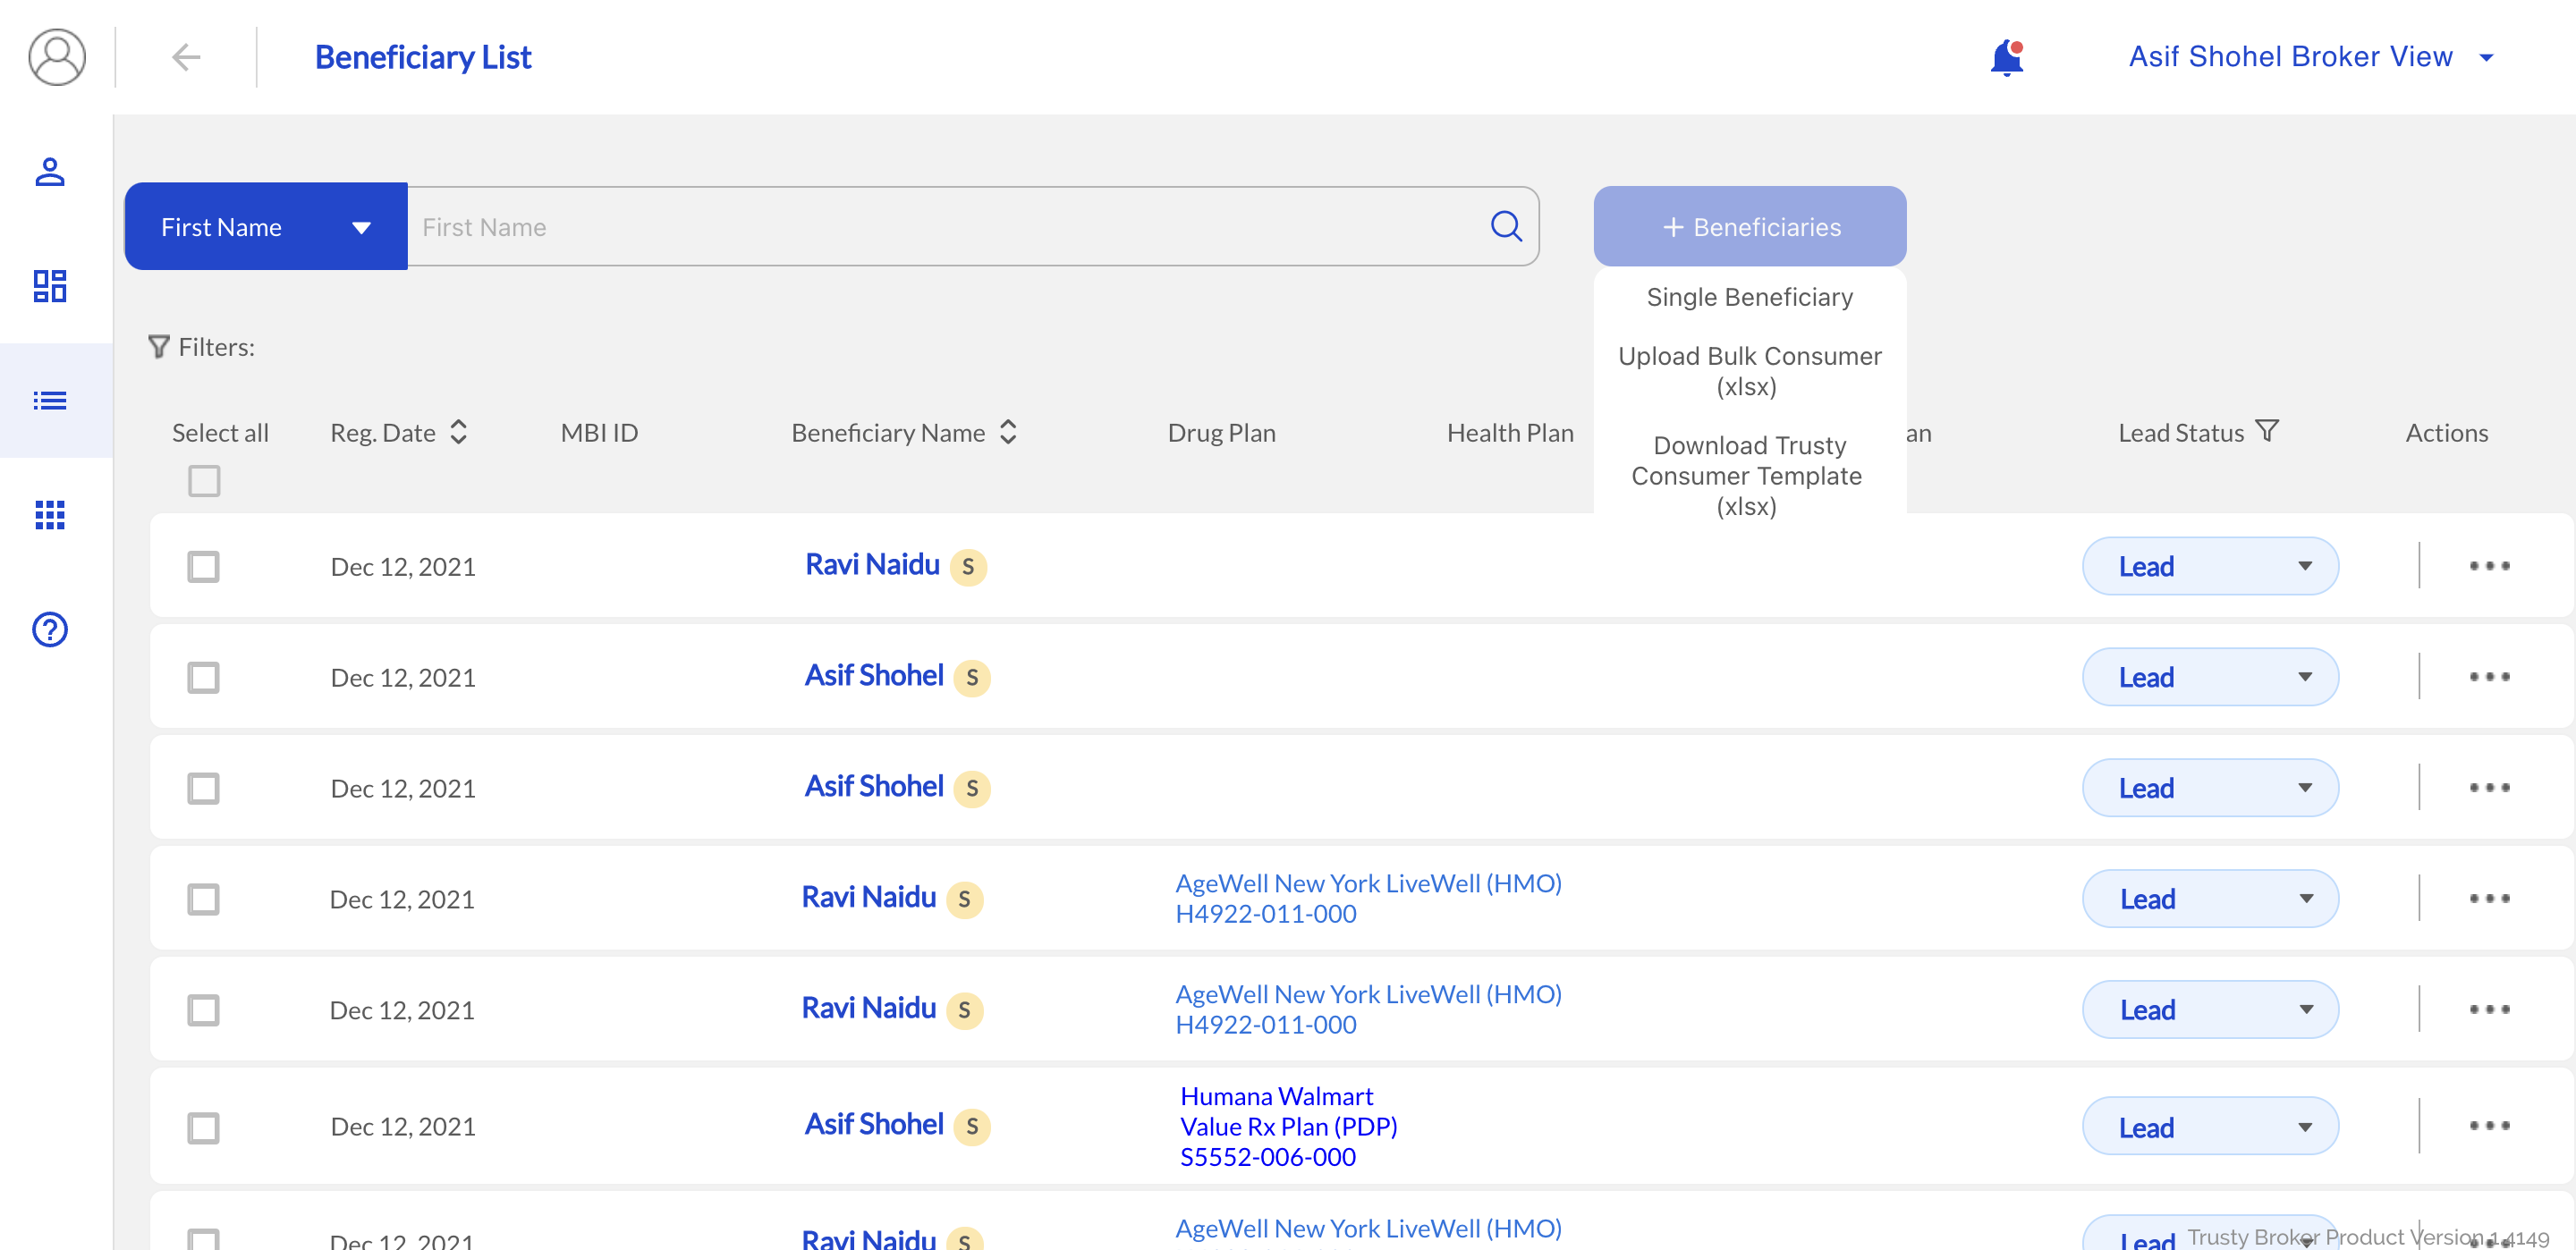 Beneficiary List
Asif Shohel Broker View
First Name
First Name
+ Beneficiaries
Single Beneficiary
Upload Bulk Consumer
(xlsx)
Download Trusty
Consumer Template
(xlsx)
Filters:
Select all
Reg. Date
MBI ID
Beneficiary Name
Drug Plan
Health Plan
an
Lead Status
Actions
Dec 12, 2021
Ravi Naidu S
Lead
Dec 12, 2021
Asif Shohel S
Lead
Dec 12, 2021
Asif Shohel S
Lead
Dec 12, 2021
Ravi Naidu S
AgeWell New York LiveWell (HMO)
H4922-011-000
Lead
Dec 12, 2021
Ravi Naidu S
AgeWell New York LiveWell (HMO)
H4922-011-000
Lead
Dec 12, 2021
Asif Shohel S
Humana Walmart
Value Rx Plan (PDP)
S5552-006-000
Lead
Dec 12, 2021
Ravi Naidu S
AgeWell New York LiveWell (HMO)
Lead
Trusty Broker Product Version 1.4149